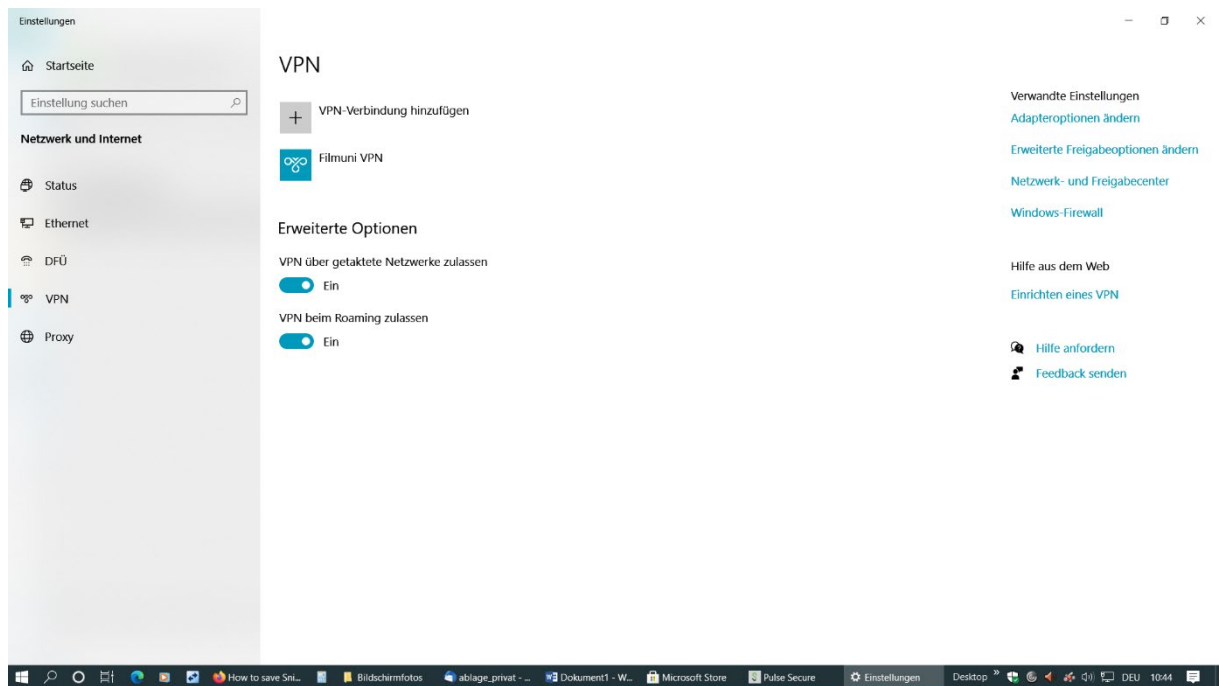 Einstellungen
Startseite
Einstellung suchen
Netzwerk und Internet
Status
Ethernet
DFÜ
VPN
Proxy
VPN
VPN-Verbindung hinzufügen
Filmuni VPN
Erweiterte Optionen
VPN über getaktete Netzwerke zulassen
Ein
VPN beim Roaming zulassen
Ein
Verwandte Einstellungen
Adapteroptionen ändern
Erweiterte Freigabeoptionen ändern
Netzwerk- und Freigabecenter
Windows-Firewall
Hilfe aus dem Web
Einrichten eines VPN
Hilfe anfordern
Feedback senden
How to save Sni... Bildschirmfotos ablage_privat - ... Dokument1 - W... Microsoft Store Pulse Secure Einstellungen Desktop » DEU 10:44